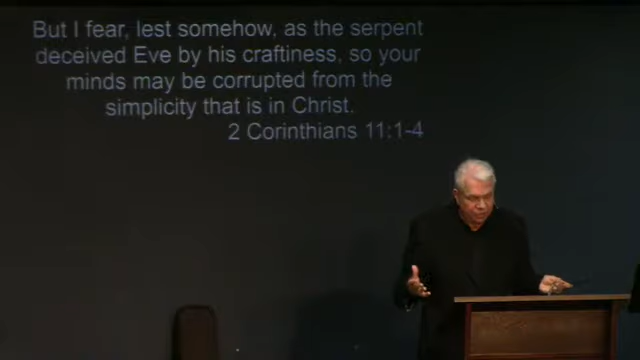 But I fear, lest somehow, as the serpent
deceived Eve by his craftiness, so your
minds may be corrupted from the
simplicity that is in Christ.
2 Corinthians 11:1-4